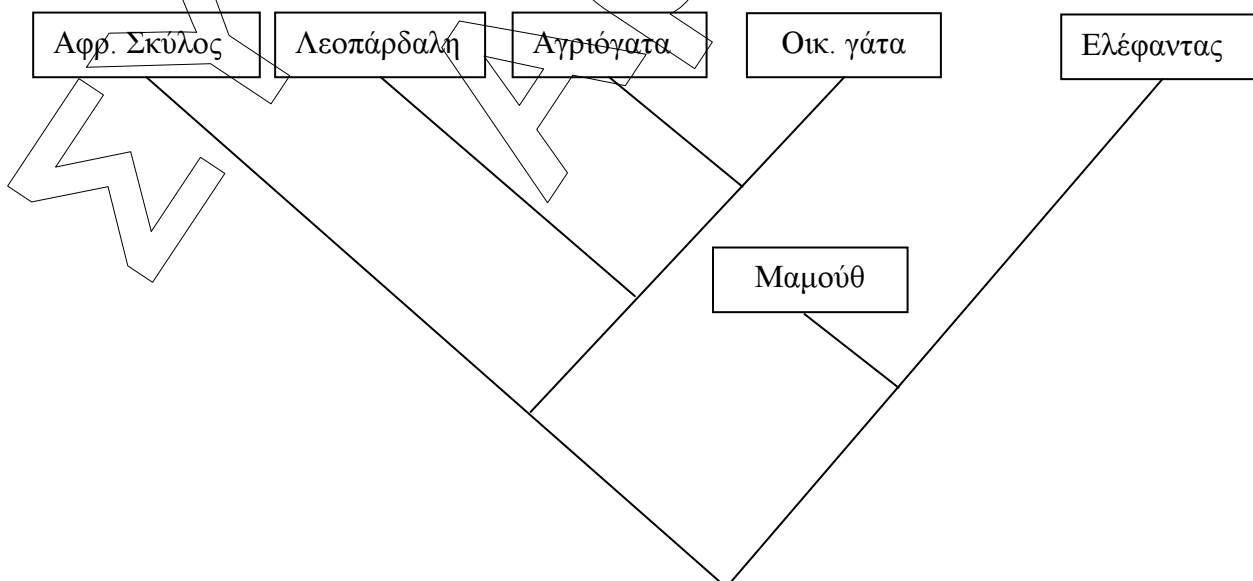 Αφρ. Σκύλος
Λεοπάρδαλη
Αγριόγατα
Οικ. γάτα
Ελέφαντας
Μαμούθ